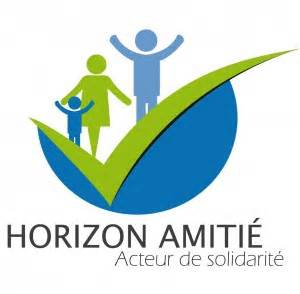 HORIZON AMITIÉ
Acteur de solidarité